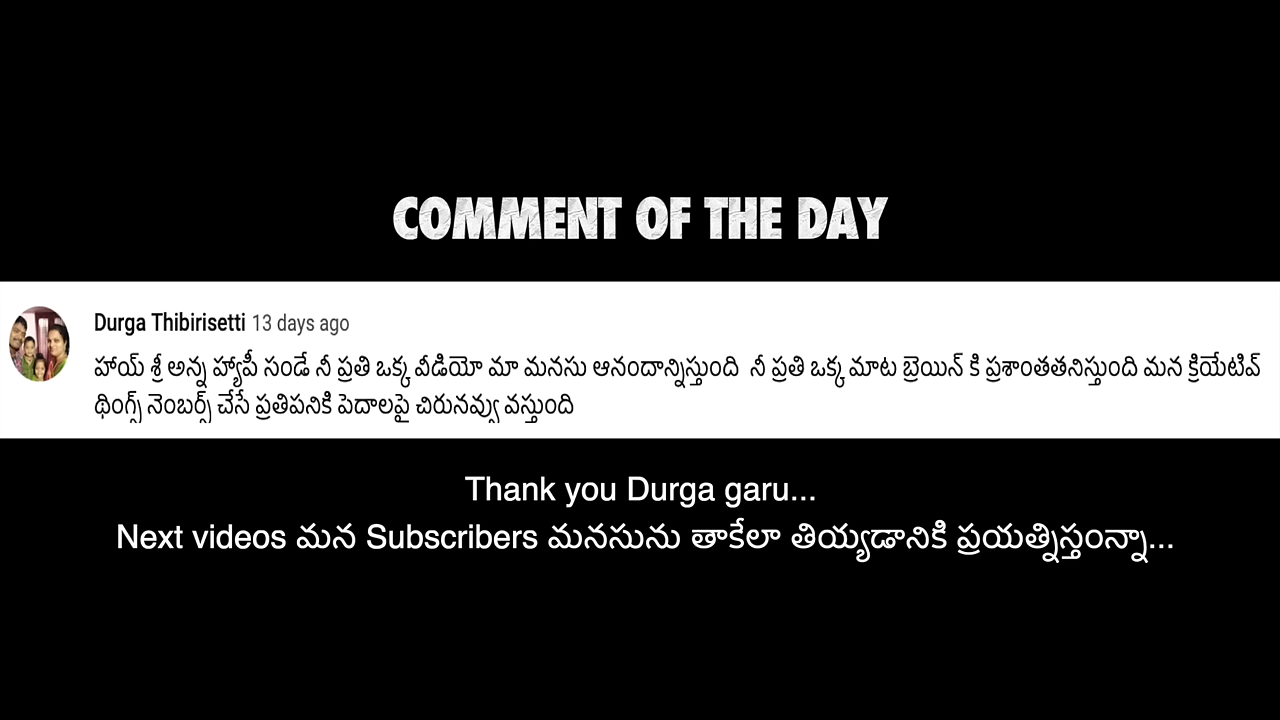 COMMENT OF THE DAY
Durga Thibirisetti 13 days ago
హాయ్ శ్రీ అన్న హ్యాపీ సండే నీ ప్రతి ఒక్క వీడియో మా మనసు ఆనందాన్నిస్తుంది నీ ప్రతి ఒక్క మాట బ్రెయిన్ కి ప్రశాంతతనిస్తుంది మన క్రియేటివ్
థింగ్స్ నెంబర్స్ చేసే ప్రతిపనికి పెదాలపై చిరునవ్వు వస్తుంది
Thank you Durga garu...
Next videos మన Subscribers మనసును తాకేలా తియ్యడానికి ప్రయత్నిస్తంన్నా...